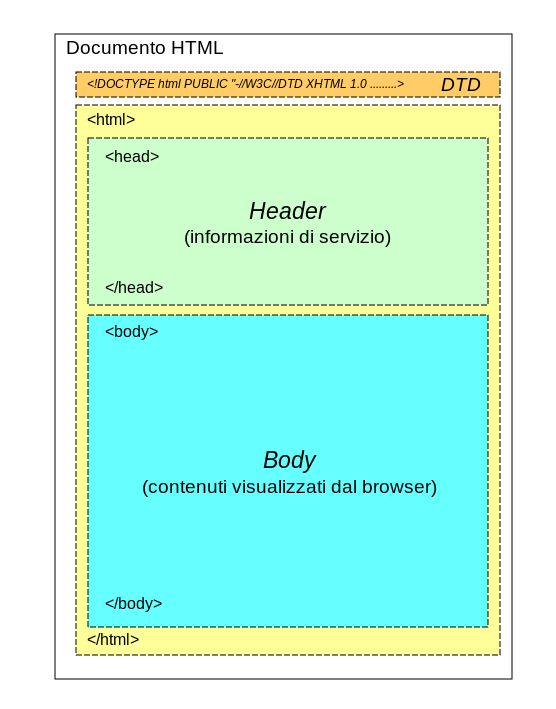 Documento HTML
<!DOCTYPE html PUBLIC "-//W3C//DTD XHTML 1.0 .........> DTD
<html>
<head>
Header
(informazioni di servizio)
</head>
<body>
Body
(contenuti visualizzati dal browser)
</body>
</html>